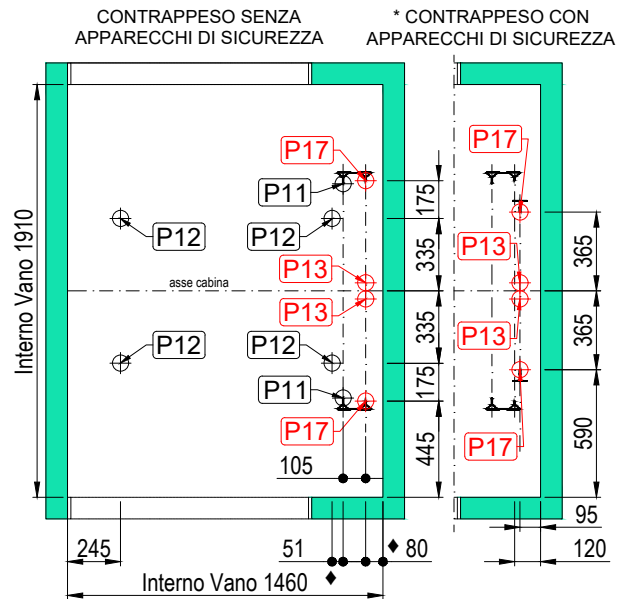 CONTRAPPESO SENZA
APPARECCHI DI SICUREZZA
* CONTRAPPESO CON
APPARECCHI DI SICUREZZA
P17
P17
P11
175
P12
P12
335
365
P13
P13
asse cabina
Interno Vano 1910
P13
P13
335
365
P12
P12
175
P11
P17
P17
445
590
105
95
245
51
♦ 80
120
Interno Vano 1460 ♦